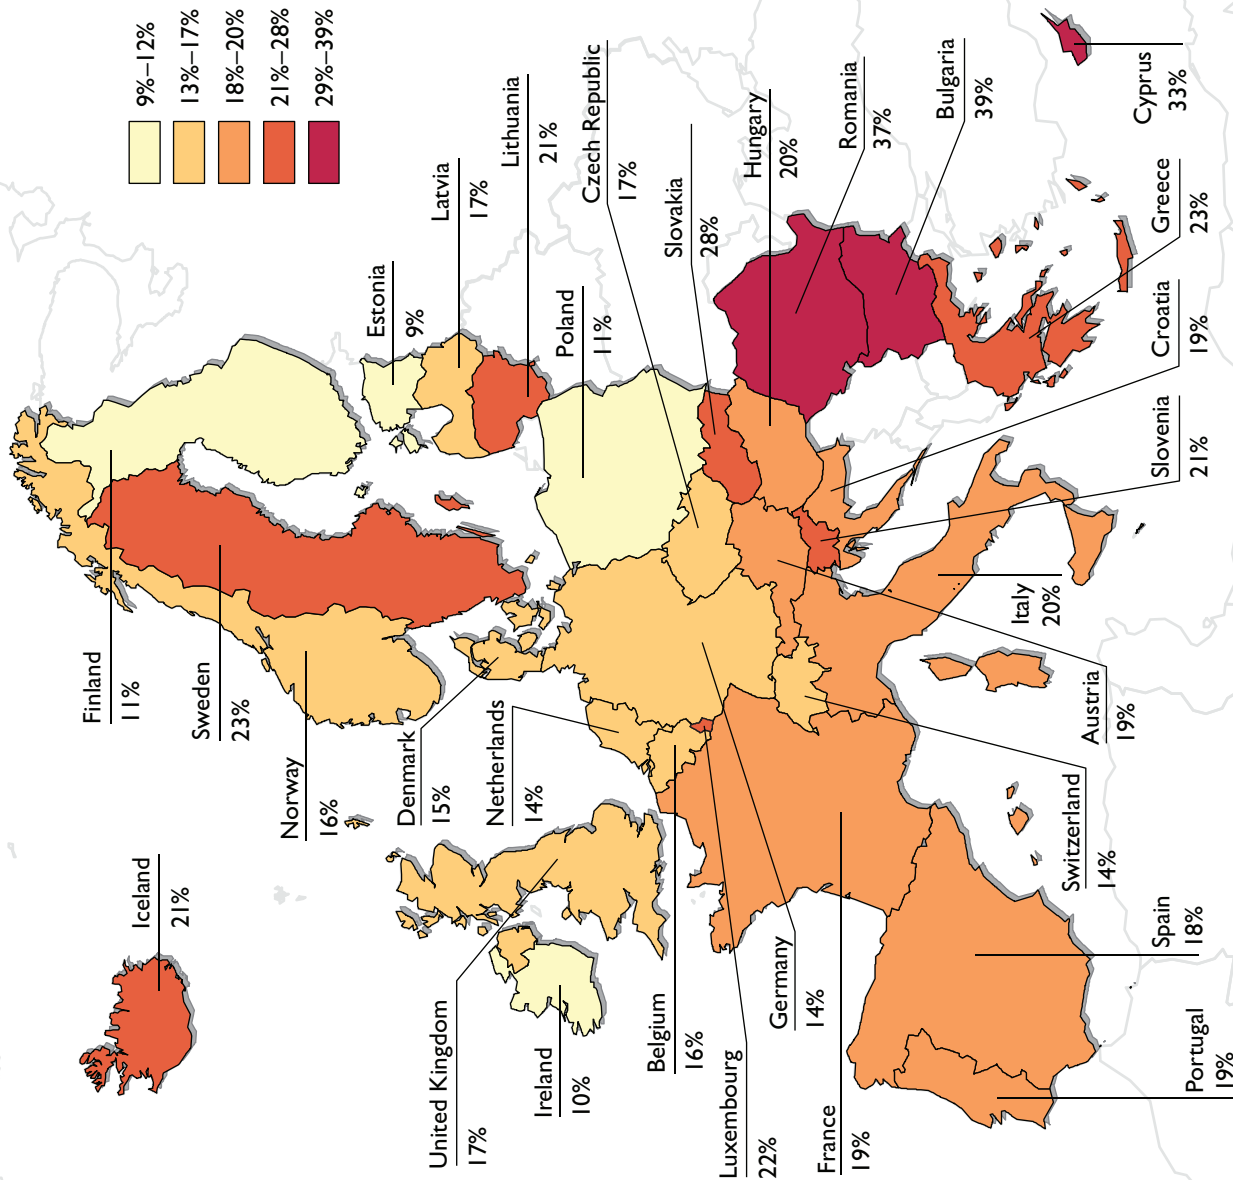 9%–12%
13%–17%
18%–20%
21%–28%
29%–39%
Iceland
21%
Finland
11%
Sweden
23%
Norway
16%
Denmark
15%
Netherlands
14%
United Kingdom
17%
Ireland
10%
Belgium
16%
Luxembourg
22%
Germany
14%
France
19%
Estonia
9%
Latvia
17%
Lithuania
21%
Poland
11%
Czech Republic
17%
Slovakia
28%
Hungary
20%
Romania
37%
Bulgaria
39%
Cyprus
33%
Greece
23%
Croatia
19%
Slovenia
21%
Italy
20%
Austria
19%
Switzerland
14%
Spain
18%
Portugal
19%